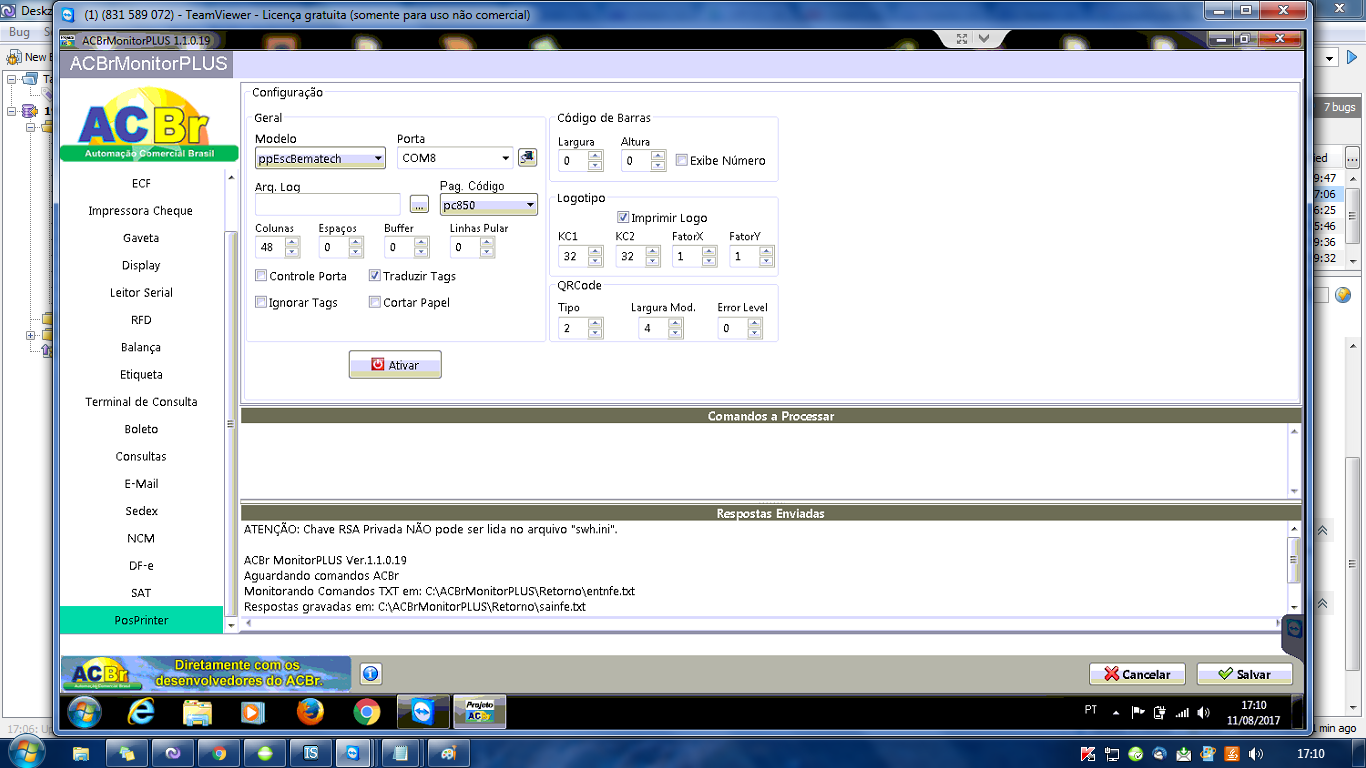 Deskz
(1) (831 589 072) - TeamViewer - Licença gratuita (somente para uso não comercial)
Bug
ACBrMonitorPLUS 1.1.0.19
New
ACBrMonitorPLUS
7 bugs
ACBr
Automação Comercial Brasil
ECF
Impressora Cheque
Gaveta
Display
Leitor Serial
RFD
Balança
Etiqueta
Terminal de Consulta
Boleto
Consultas
E-Mail
Sedex
NCM
DF-e
SAT
PosPrinter
Configuração
Geral
Modelo
Porta
ppEscBematech
COM8
Arq. Log
Pag. Código
...
pc850
Colunas
Espaços
Buffer
Linhas Pular
48
0
0
0
Controle Porta
Traduzir Tags
Ignorar Tags
Cortar Papel
Ativar
Código de Barras
Largura
Altura
0
0
Exibe Número
Logotipo
Imprimir Logo
KC1
KC2
FatorX
FatorY
32
32
1
1
QRCode
Tipo
Largura Mod.
Error Level
2
4
0
ed
...
9:47
7:06
6:25
5:46
9:36
9:32
Comandos a Processar
Respostas Enviadas
ATENÇÃO: Chave RSA Privada NÃO pode ser lida no arquivo "swh.ini".
ACBr MonitorPLUS Ver.1.1.0.19
Aguardando comandos ACBr
Monitorando Comandos TXT em: C:\ACBrMonitorPLUS\Retorno\entnfe.txt
Respostas gravadas em: C:\ACBrMonitorPLUS\Retorno\sainfe.txt
ACBr
Diretamente com os
desenvolvedores do ACBr.
Cancelar
Salvar
Projeto
ACBr
PT
17:10
11/08/2017
17:06:
min ago
17:10